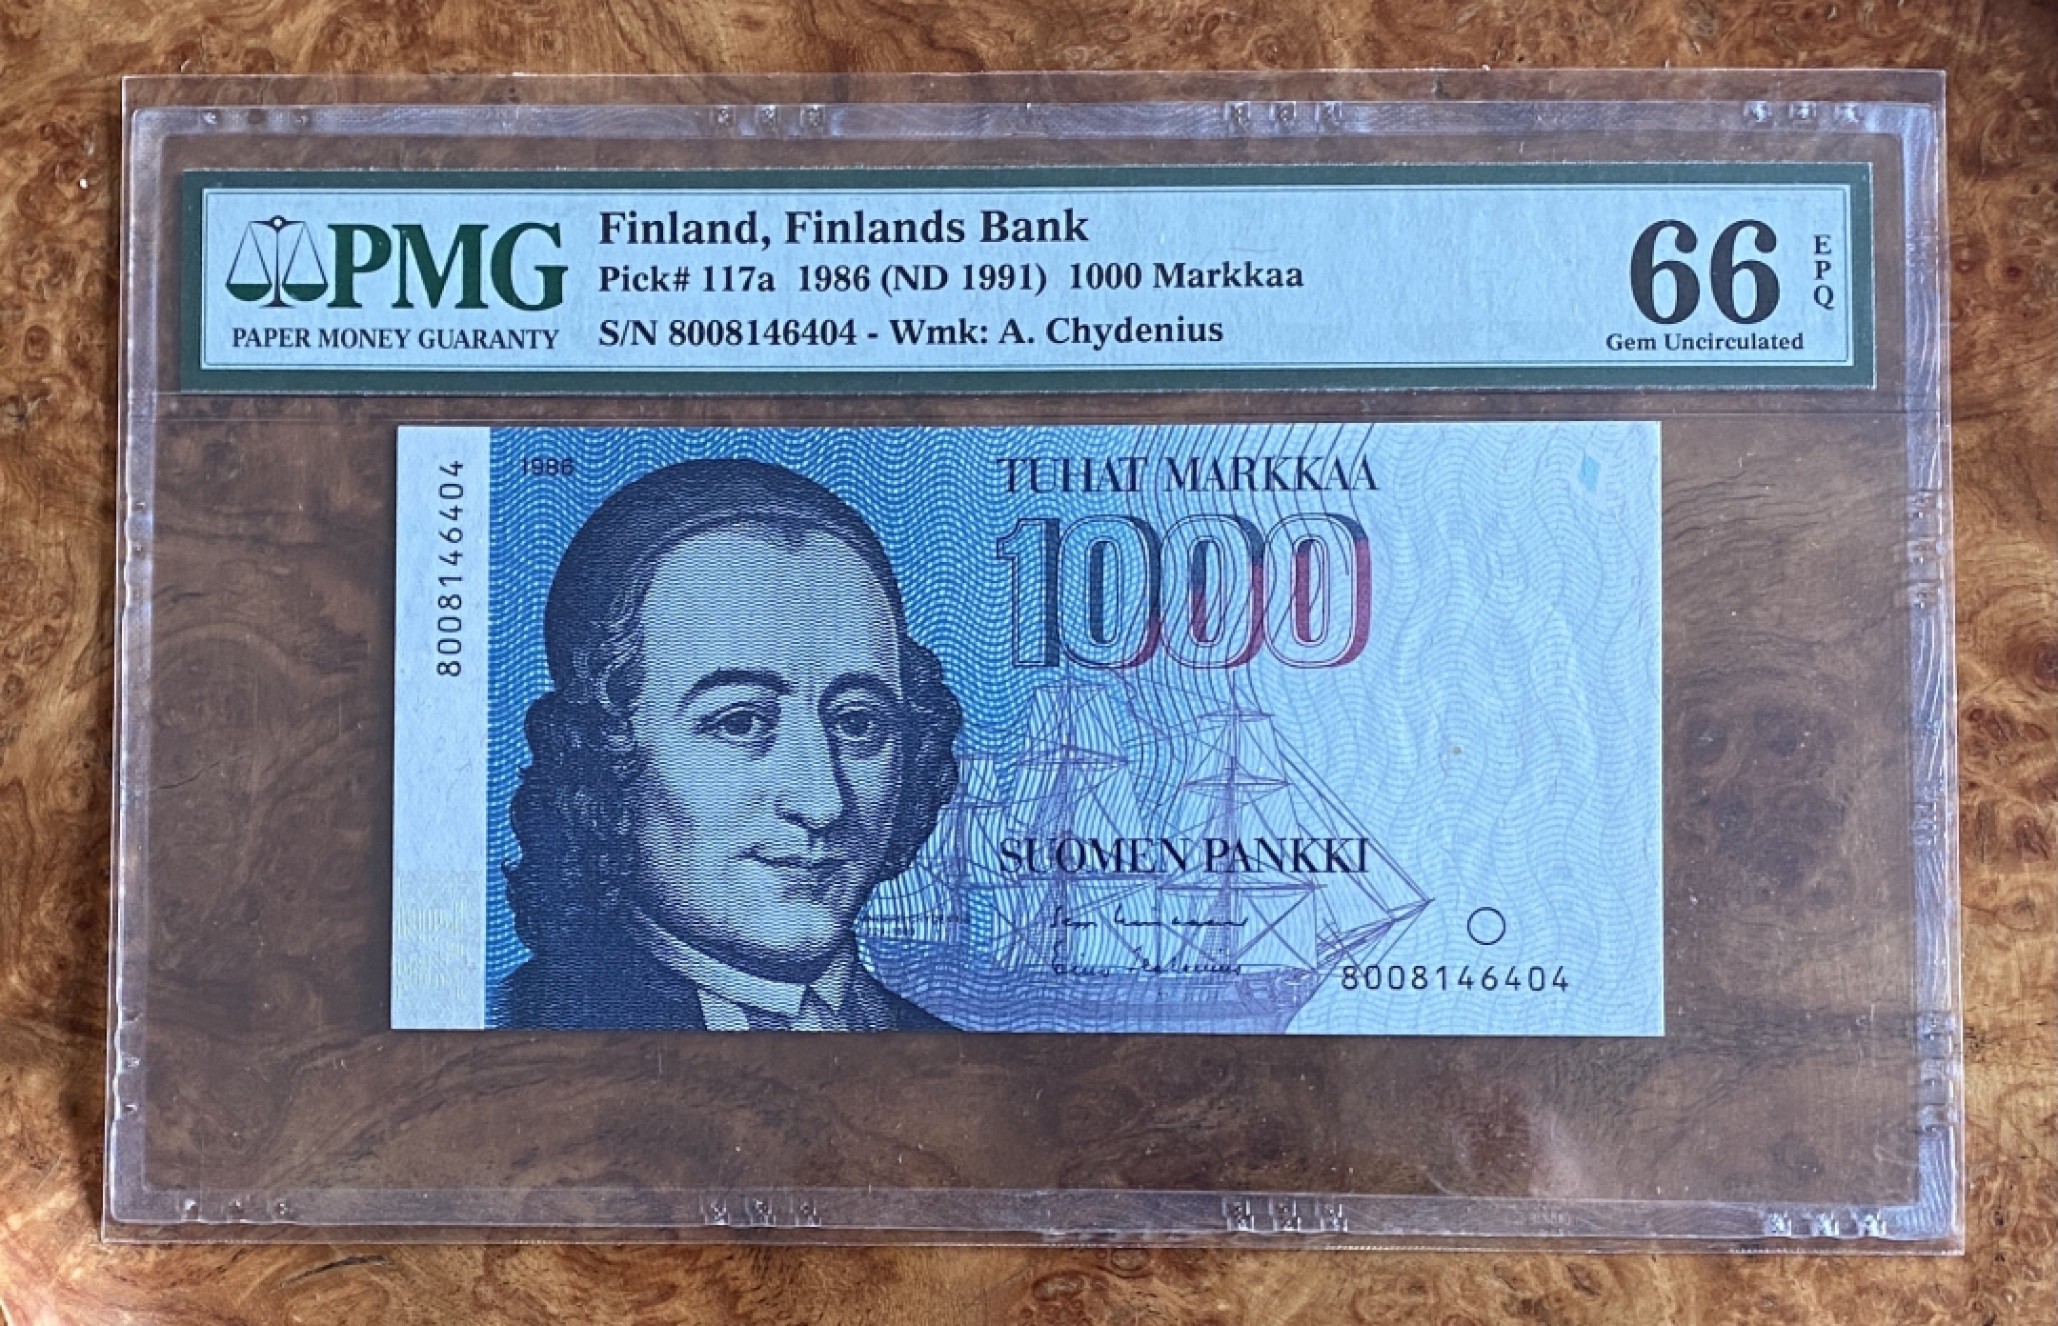 PMG
PAPER MONEY GUARANTY
Finland, Finlands Bank
Pick# 117a 1986 (ND 1991) 1000 Markkaa
S/N 8008146404 - Wmk: A. Chydenius
66
EPQ
Gem Uncirculated
8008146404
1986
TUHAT MARKKAA
1000
SUOMEN PANKKI
8008146404